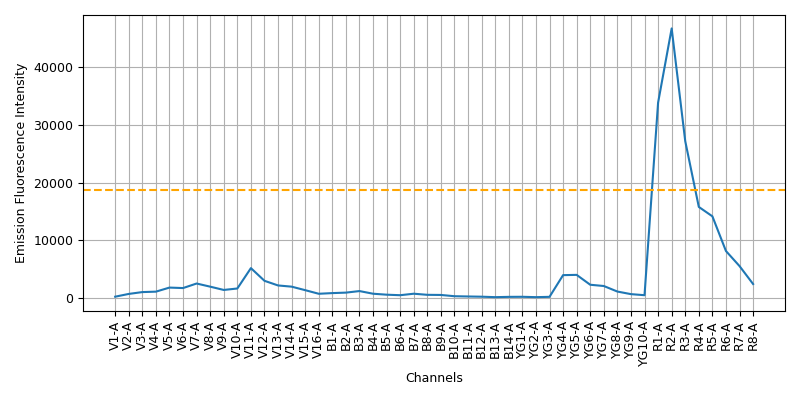 Emission Fluorescence Intensity
40000
30000
20000
10000
0
V1-A V2-A V3-A V4-A V5-A V6-A V7-A V8-A V9-A V10-A V11-A V12-A V13-A V14-A V15-A V16-A B1-A B2-A B3-A B4-A B5-A B6-A B7-A B8-A B9-A B10-A B11-A B12-A B13-A B14-A YG1-A YG2-A YG3-A YG4-A YG5-A YG6-A YG7-A YG8-A YG9-A YG10-A R1-A R2-A R3-A R4-A R5-A R6-A R7-A R8-A
Channels